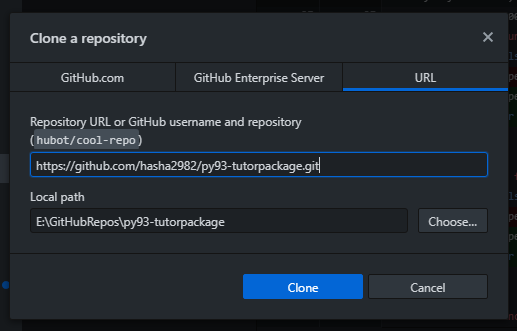 Clone a repository
GitHub.com
GitHub Enterprise Server
URL
Repository URL or GitHub username and repository
(hubot/cool-repo)
https://github.com/hasha2982/py93-tutorpackage.git
Local path
E:\GitHubRepos\py93-tutorpackage
Choose...
Clone
Cancel